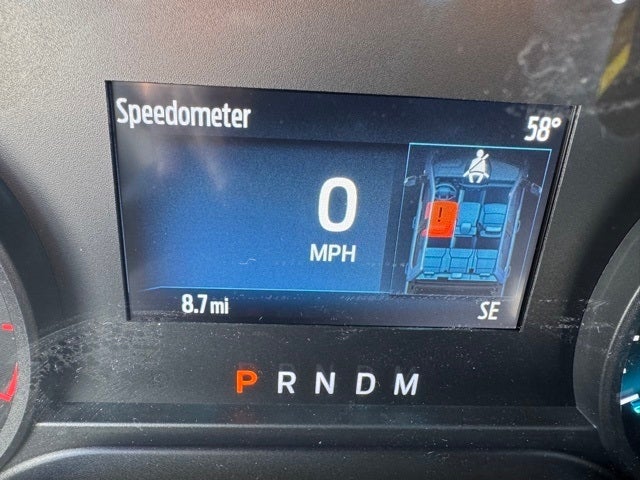 Speedometer
58°
0
MPH
!
8.7 mi
SE
P R N D M